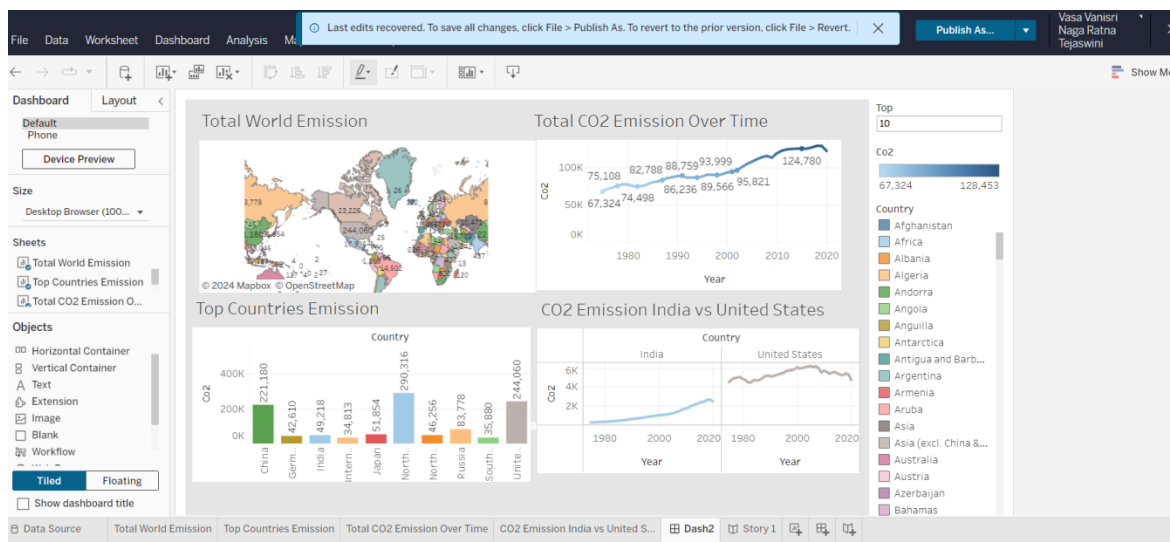 Last edits recovered. To save all changes, click File > Publish As. To revert to the prior version, click File > Revert.
Publish As...
Vasa Vanisri
Naga Ratna
Tejaswini
File Data Worksheet Dashboard Analysis
Show Me
Dashboard Layout
Default
Phone
Device Preview
Size
Desktop Browser (100...
Sheets
Total World Emission
Top Countries Emission
Total CO2 Emission O...
Objects
Horizontal Container
Vertical Container
Text
Extension
Image
Blank
Workflow
Tiled Floating
Show dashboard title
Total World Emission
23,226
244,060
14,502
© 2024 Mapbox © OpenStreetMap
Total CO2 Emission Over Time
Co2
100K
50K
0K
75,108 82,788 88,759 93,999 124,780
67,324 74,498 86,236 89,566 95,821
1980 1990 2000 2010 2020
Year
Top Countries Emission
Country
Co2
400K
200K
0K
221,180
42,610
49,218
34,813
51,854
290,316
46,256
83,778
35,880
244,060
China
Germ..
India
Intern..
Japan
North..
North..
Russia
South..
Unite..
CO2 Emission India vs United States
Country
India United States
Co2
6K
4K
2K
1980 2000 2020 1980 2000 2020
Year Year
Top
10
Co2
67,324 128,453
Country
Afghanistan
Africa
Albania
Algeria
Andorra
Angola
Anguilla
Antarctica
Antigua and Barb...
Argentina
Armenia
Aruba
Asia
Asia (excl. China &...
Australia
Austria
Azerbaijan
Bahamas
Data Source Total World Emission Top Countries Emission Total CO2 Emission Over Time CO2 Emission India vs United S... Dash2 Story 1